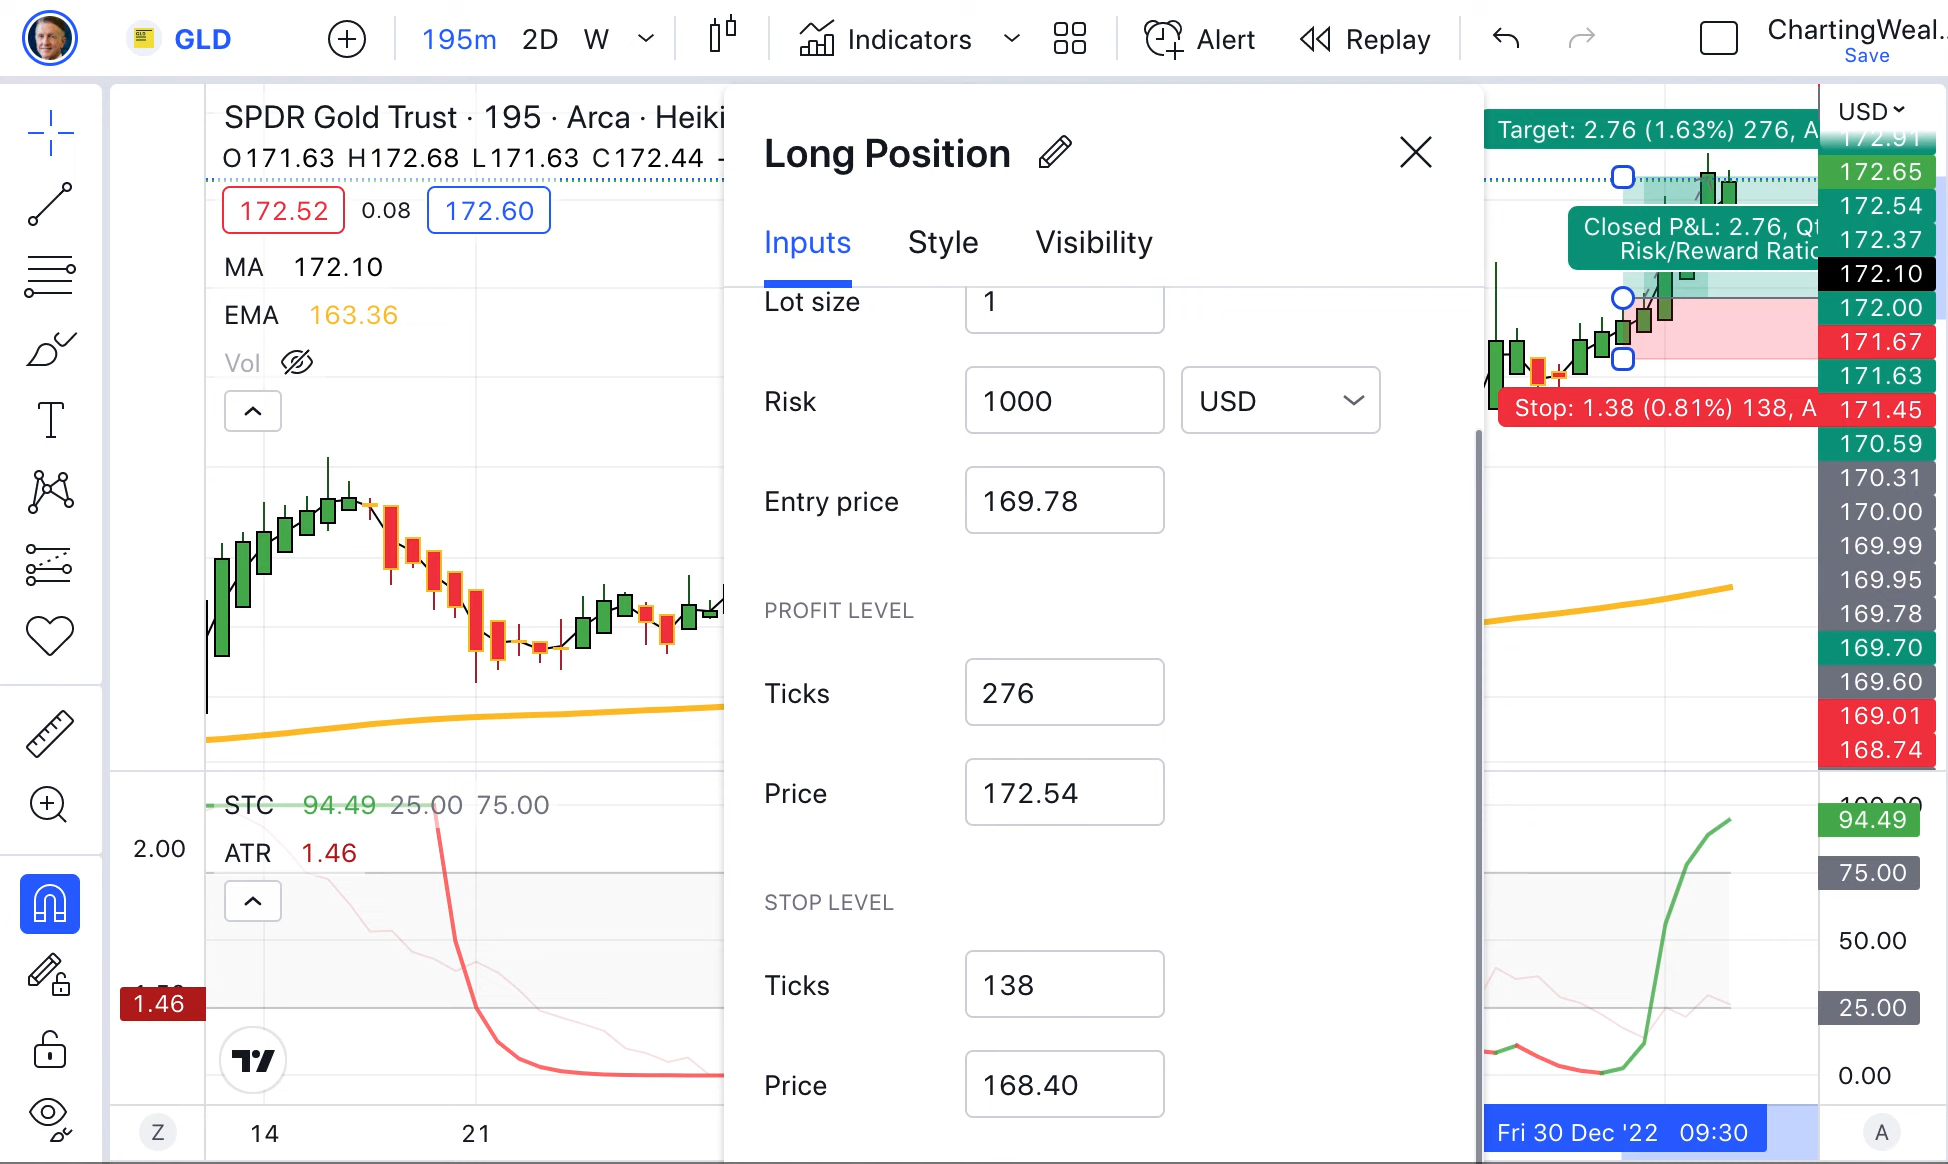 GLD
195m 2D W
Indicators
Alert
Replay
ChartingWeal..
Save
SPDR Gold Trust · 195 · Arca · Heiki
O171.63 H172.68 L171.63 C172.44 -
172.52 0.08 172.60
MA 172.10
EMA 163.36
Vol
STC 94.49 25.00 75.00
ATR 1.46
2.00
1.46
Z
14
21
Long Position
Inputs Style Visibility
Lot size 1
Risk 1000 USD
Entry price 169.78
PROFIT LEVEL
Ticks 276
Price 172.54
STOP LEVEL
Ticks 138
Price 168.40
Target: 2.76 (1.63%) 276, A
Closed P&L: 2.76, Qt
Risk/Reward Ratio
Stop: 1.38 (0.81%) 138, A
USD
172.91
172.65
172.54
172.37
172.10
172.00
171.67
171.63
171.45
170.59
170.31
170.00
169.99
169.95
169.78
169.70
169.60
169.01
168.74
100.00
94.49
75.00
50.00
25.00
0.00
Fri 30 Dec '22 09:30
A